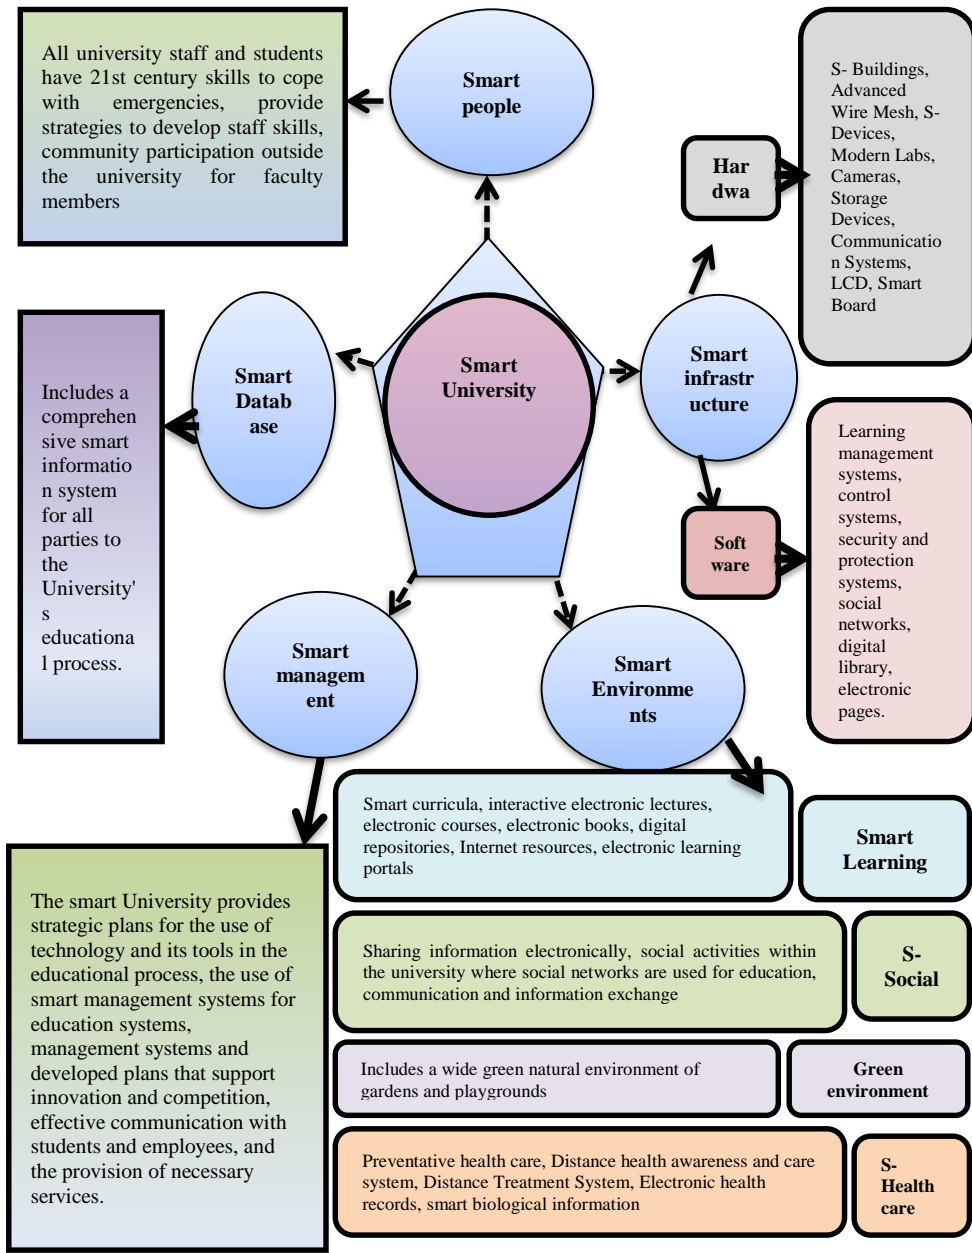 All university staff and students
have 21st century skills to cope
with emergencies, provide
strategies to develop staff skills,
community participation outside
the university for faculty
members
Smart
people
Har
dwa
S- Buildings,
Advanced
Wire Mesh, S-
Devices,
Modern Labs,
Cameras,
Storage
Devices,
Communicatio
n Systems,
LCD, Smart
Board
Includes a
comprehen
sive smart
informatio
n system
for all
parties to
the
University'
s
educationa
l process.
Smart
Datab
ase
Smart
University
Smart
infrastr
ucture
Soft
ware
Learning
management
systems,
control
systems,
security and
protection
systems,
social
networks,
digital
library,
electronic
pages.
Smart
managem
ent
Smart
Environme
nts
The smart University provides
strategic plans for the use of
technology and its tools in the
educational process, the use of
smart management systems for
education systems,
management systems and
developed plans that support
innovation and competition,
effective communication with
students and employees, and
the provision of necessary
services.
Smart curricula, interactive electronic lectures,
electronic courses, electronic books, digital
repositories, Internet resources, electronic learning
portals
Smart
Learning
Sharing information electronically, social activities within
the university where social networks are used for education,
communication and information exchange
S-
Social
Includes a wide green natural environment of
gardens and playgrounds
Green
environment
Preventative health care, Distance health awareness and care
system, Distance Treatment System, Electronic health
records, smart biological information
S-
Health
care